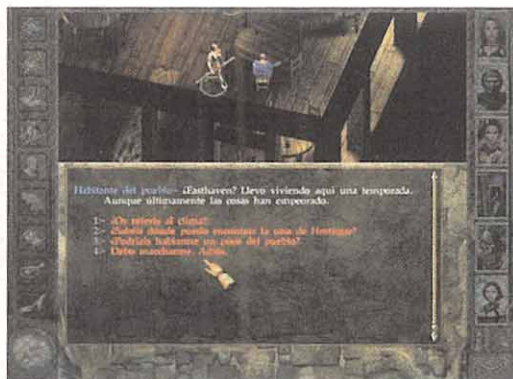 Habitante del pueblo- ¿Easthaven? Llevo viviendo aquí una temporada.
Aunque últimamente las cosas han empeorado.
1:- ¿Os referís al clima?
2:- ¿Sabéis dónde puedo encontrar la casa de
3:- ¿Podríais hablarme un poco del pueblo?
4:- Debo marcharme. Adiós.